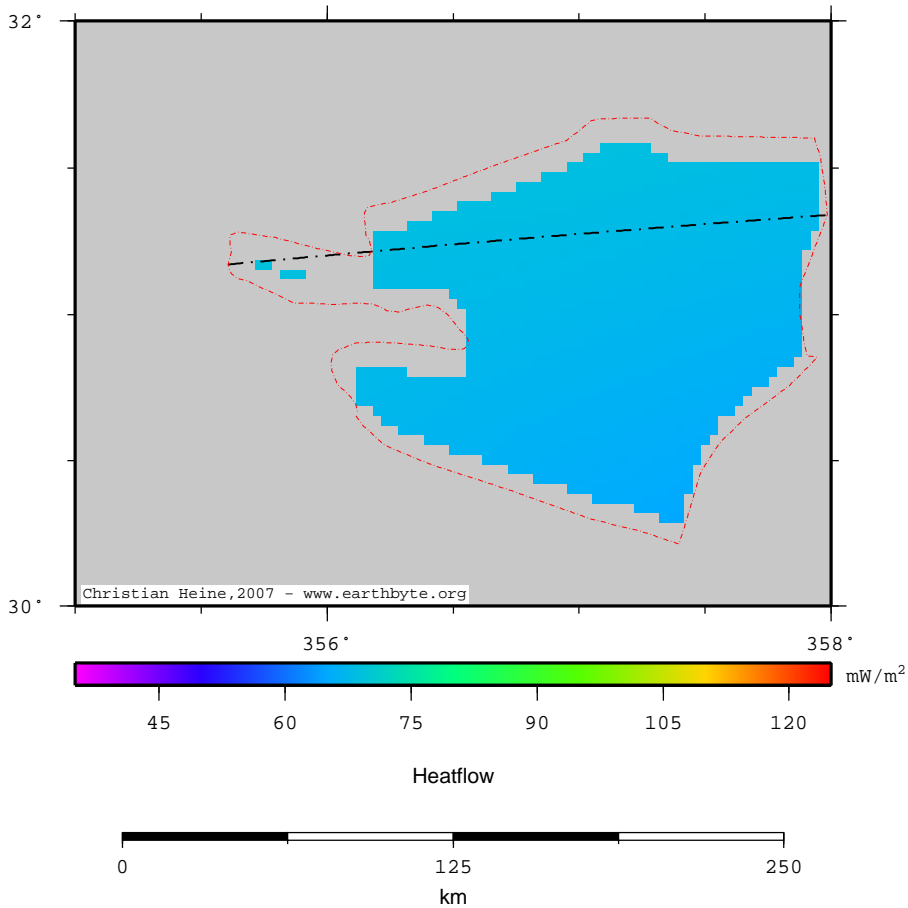 32°
30°
Christian Heine,2007 - www.earthbyte.org
356° 358°
mW/m²
45 60 75 90 105 120
Heatflow
0 125 250
km